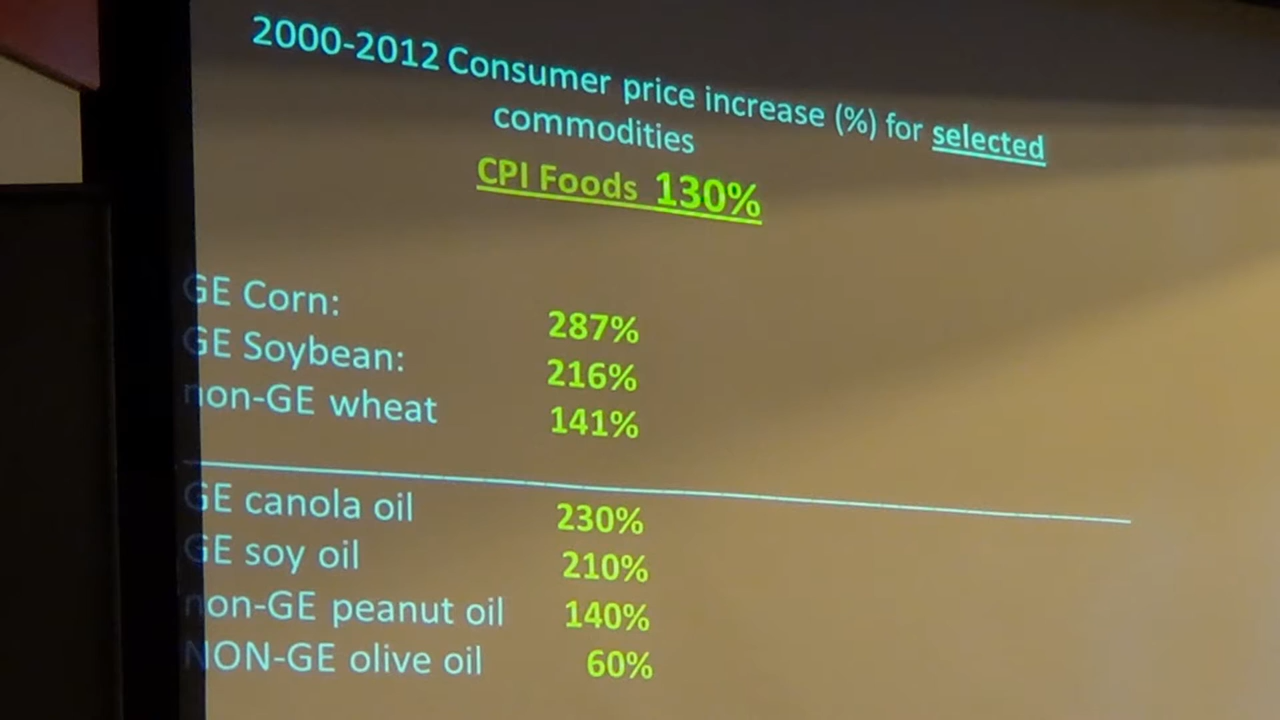 2000-2012 Consumer price increase (%) for selected
commodities
CPI Foods 130%
GE Corn: 287%
GE Soybean: 216%
non-GE wheat 141%
GE canola oil 230%
GE soy oil 210%
non-GE peanut oil 140%
NON-GE olive oil 60%